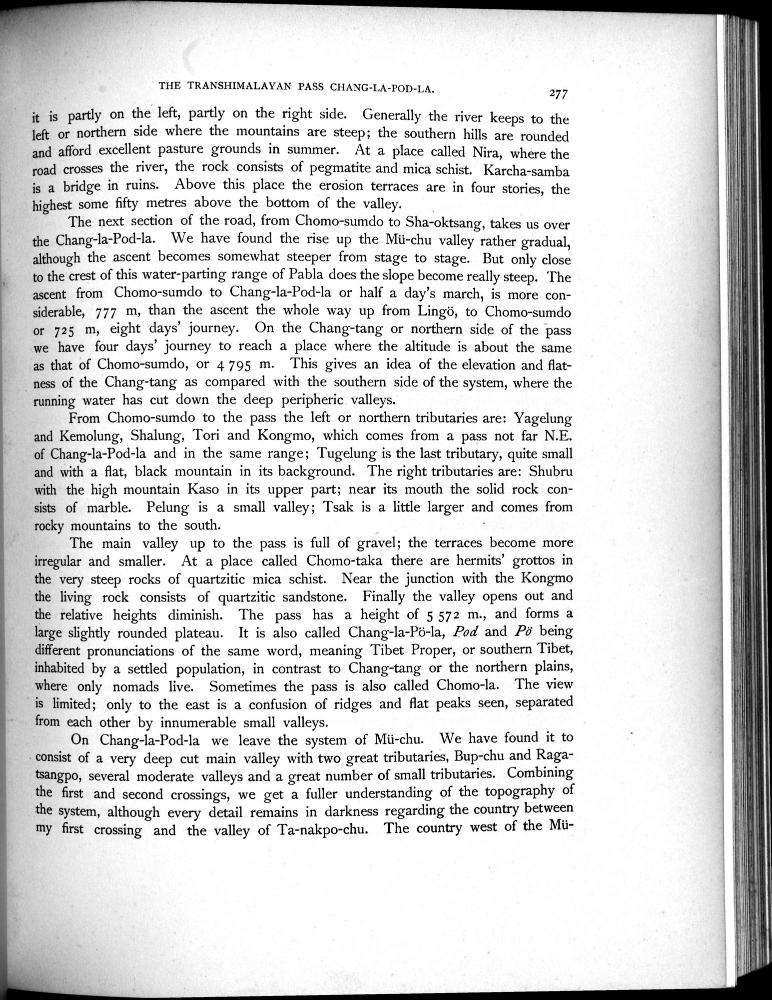 THE TRANSHIMALAYAN PASS CHANG-LA-POD-LA.
277
it is partly on the left, partly on the right side. Generally the river keeps to the
left or northern side where the mountains are steep; the southern hills are rounded
and afford excellent pasture grounds in summer. At a place called Nira, where the
road crosses the river, the rock consists of pegmatite and mica schist. Karcha-samba
is a bridge in ruins. Above this place the erosion terraces are in four stories, the
highest some fifty metres above the bottom of the valley.
The next section of the road, from Chomo-sumdo to Sha-oktsang, takes us over
the Chang-la-Pod-la. We have found the rise up the Mü-chu valley rather gradual,
although the ascent becomes somewhat steeper from stage to stage. But only close
to the crest of this water-parting range of Pabla does the slope become really steep. The
ascent from Chomo-sumdo to Chang-la-Pod-la or half a day's march, is more con-
siderable, 777 m, than the ascent the whole way up from Lingö, to Chomo-sumdo
or 725 m, eight days' journey. On the Chang-tang or northern side of the pass
we have four days' journey to reach a place where the altitude is about the same
as that of Chomo-sumdo, or 4 795 m. This gives an idea of the elevation and flat-
ness of the Chang-tang as compared with the southern side of the system, where the
running water has cut down the deep peripheric valleys.
From Chomo-sumdo to the pass the left or northern tributaries are: Yagelung
and Kemolung, Shalung, Tori and Kongmo, which comes from a pass not far N.E.
of Chang-la-Pod-la and in the same range; Tugelung is the last tributary, quite small
and with a flat, black mountain in its background. The right tributaries are: Shubru
with the high mountain Kaso in its upper part; near its mouth the solid rock con-
sists of marble. Pelung is a small valley; Tsak is a little larger and comes from
rocky mountains to the south.
The main valley up to the pass is full of gravel; the terraces become more
irregular and smaller. At a place called Chomo-taka there are hermits' grottos in
the very steep rocks of quartzitic mica schist. Near the junction with the Kongmo
the living rock consists of quartzitic sandstone. Finally the valley opens out and
the relative heights diminish. The pass has a height of 5 572 m., and forms a
large slightly rounded plateau. It is also called Chang-la-Pö-la, Pod and Pö being
different pronunciations of the same word, meaning Tibet Proper, or southern Tibet,
inhabited by a settled population, in contrast to Chang-tang or the northern plains,
where only nomads live. Sometimes the pass is also called Chomo-la. The view
is limited; only to the east is a confusion of ridges and flat peaks seen, separated
from each other by innumerable small valleys.
On Chang-la-Pod-la we leave the system of Mü-chu. We have found it to
consist of a very deep cut main valley with two great tributaries, Bup-chu and Raga-
tsangpo, several moderate valleys and a great number of small tributaries. Combining
the first and second crossings, we get a fuller understanding of the topography of
the system, although every detail remains in darkness regarding the country between
my first crossing and the valley of Ta-nakpo-chu. The country west of the Mü-